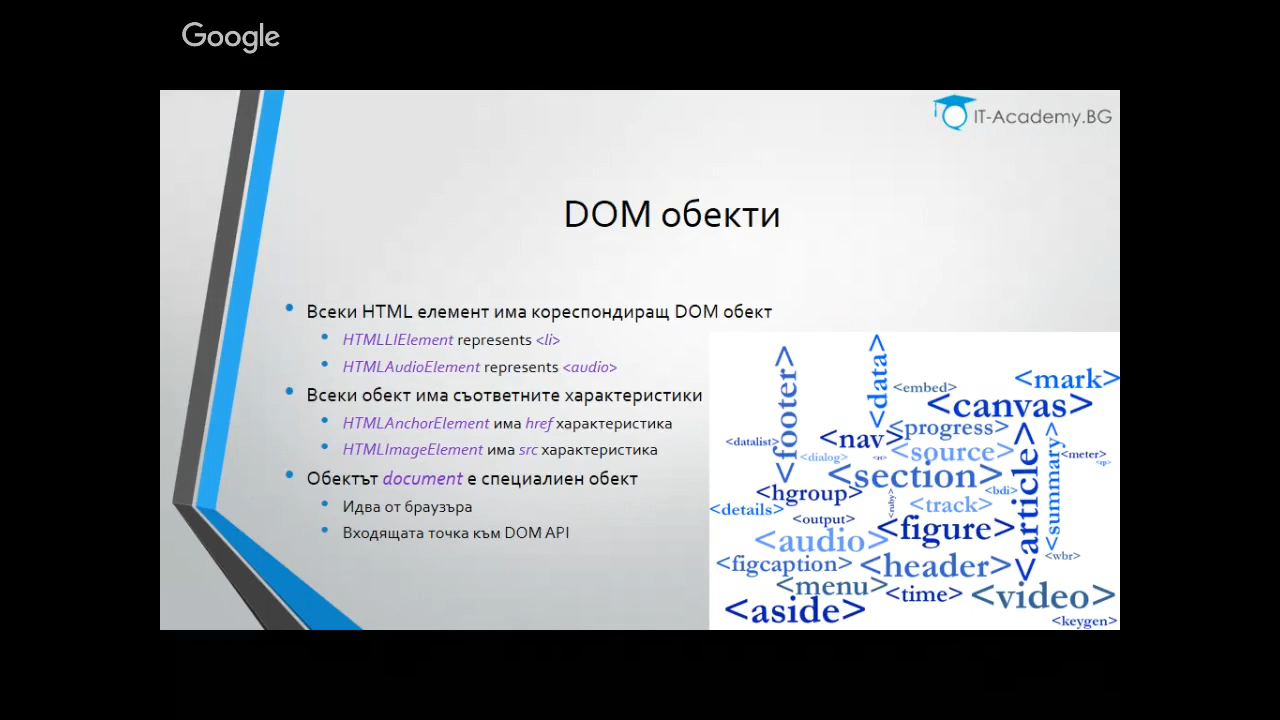 Google
IT-Academy.BG
DOM обекти
Всеки HTML елемент има кореспондиращ DOM обект
HTMLLIElement represents <li>
HTMLAudioElement represents <audio>
Всеки обект има съответните характеристики
HTMLAnchorElement има href характеристика
HTMLImageElement има src характеристика
Обектът document е специален обект
Идва от браузъра
Входящата точка към DOM API
<footer>
<data>
<embed>
<mark>
<canvas>
<datalist>
<nav>
<progress>
<dialog>
<source>
<article>
<summary>
<meter>
<section>
<hgroup>
<bdi>
<details>
<ruby>
<track>
<output>
<figure>
<audio>
<wbr>
<figcaption>
<header>
<menu>
<time>
<video>
<aside>
<keygen>